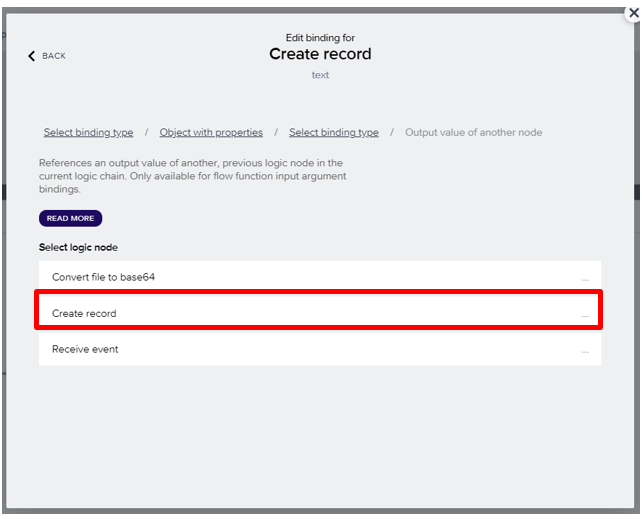 Edit binding for
BACK
Create record
text
Select binding type / Object with properties / Select binding type / Output value of another node
References an output value of another, previous logic node in the
current logic chain. Only available for flow function input argument
bindings.
READ MORE
Select logic node
Convert file to base64 ...
Create record ...
Receive event ...